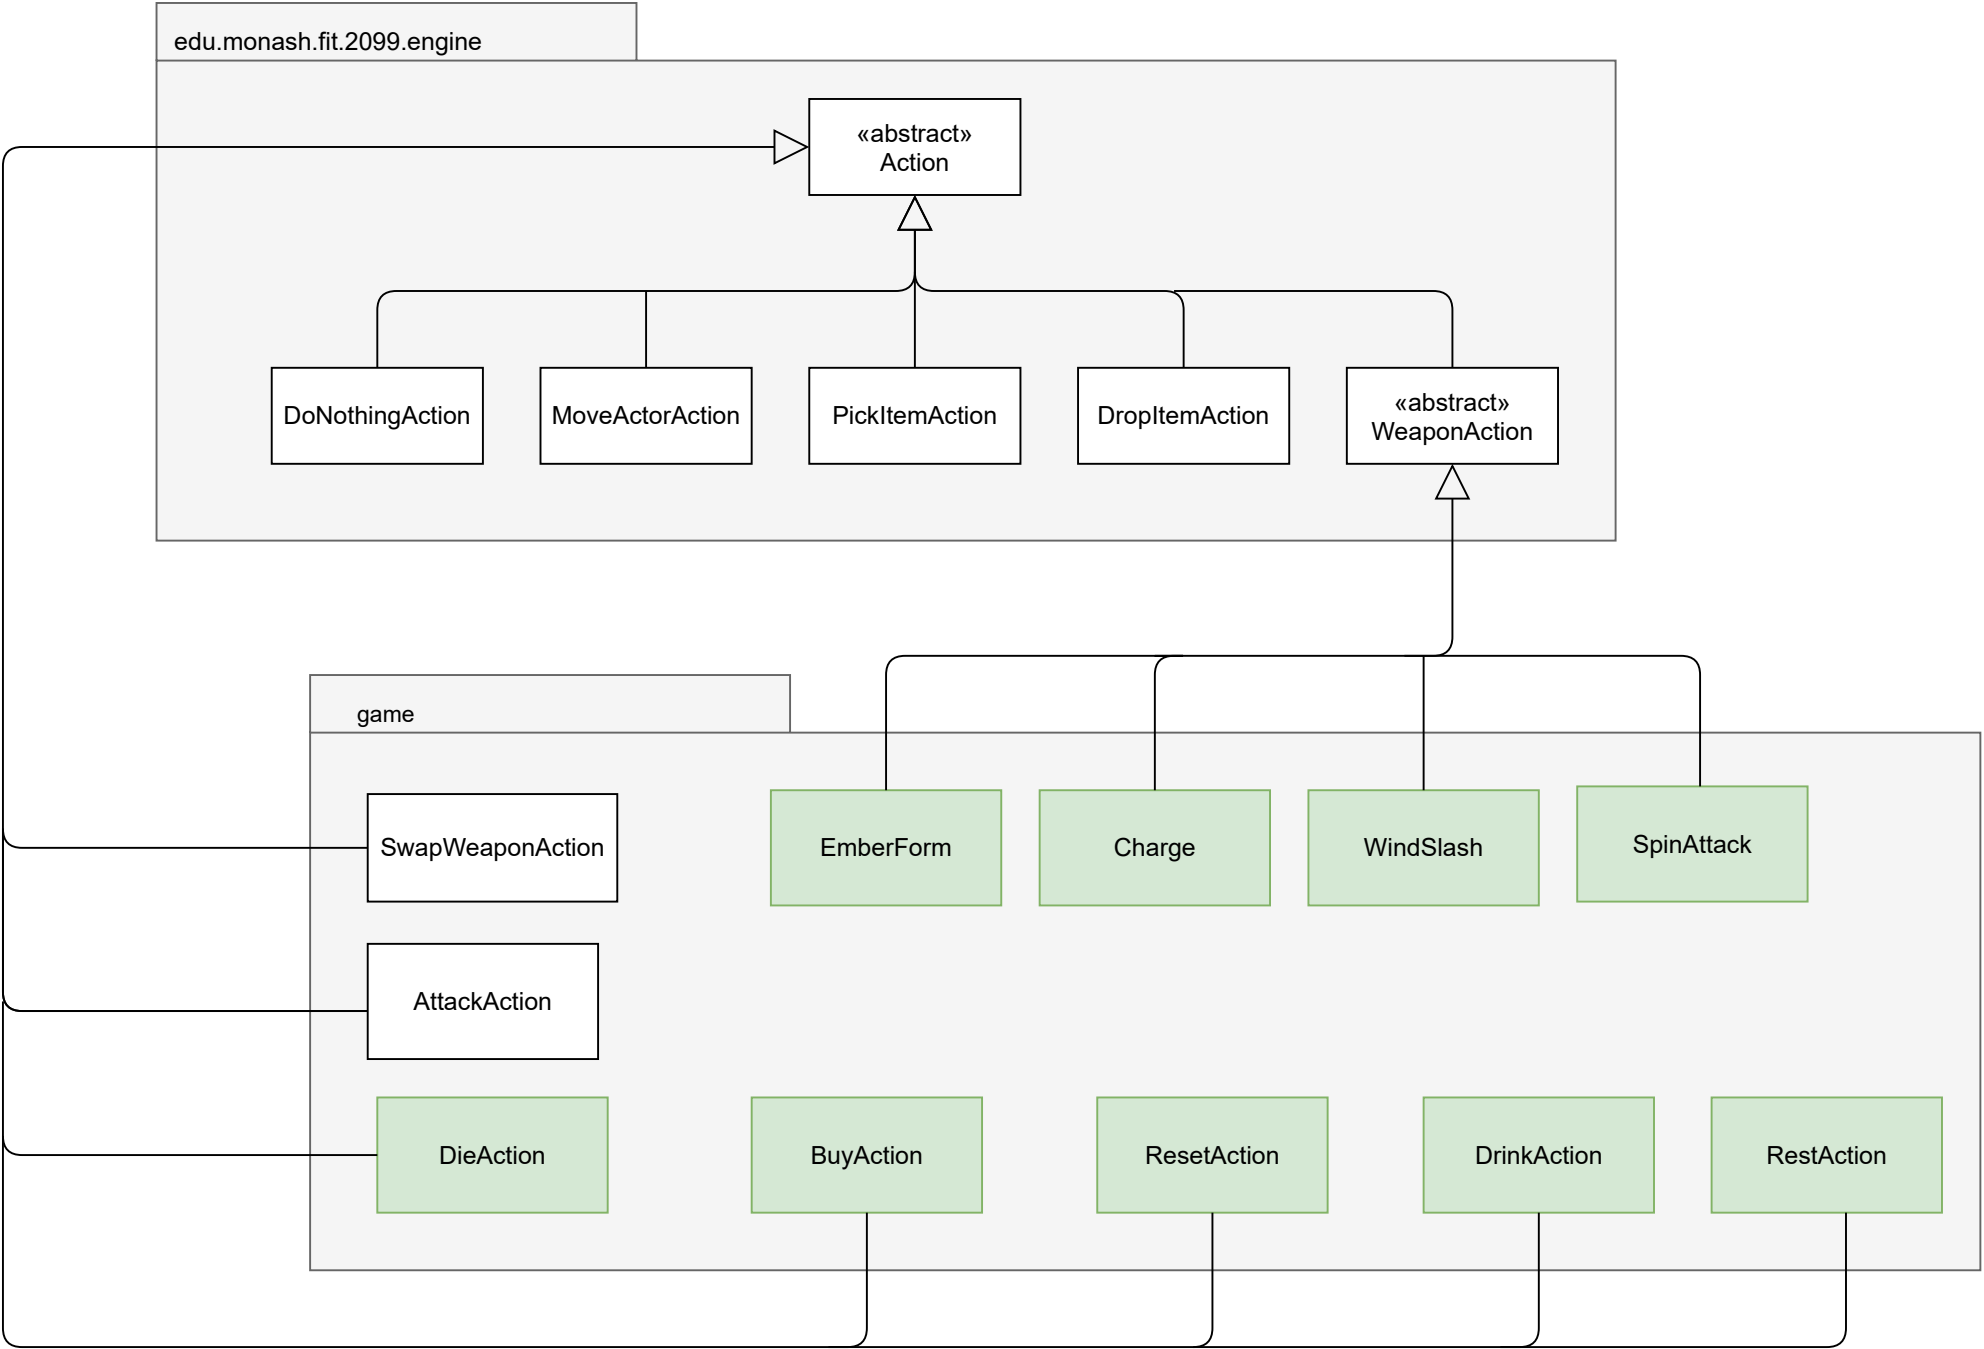 edu.monash.fit.2099.engine
«abstract»
Action
DoNothingAction
MoveActorAction
PickItemAction
DropItemAction
«abstract»
WeaponAction
game
SwapWeaponAction
EmberForm
Charge
WindSlash
SpinAttack
AttackAction
DieAction
BuyAction
ResetAction
DrinkAction
RestAction